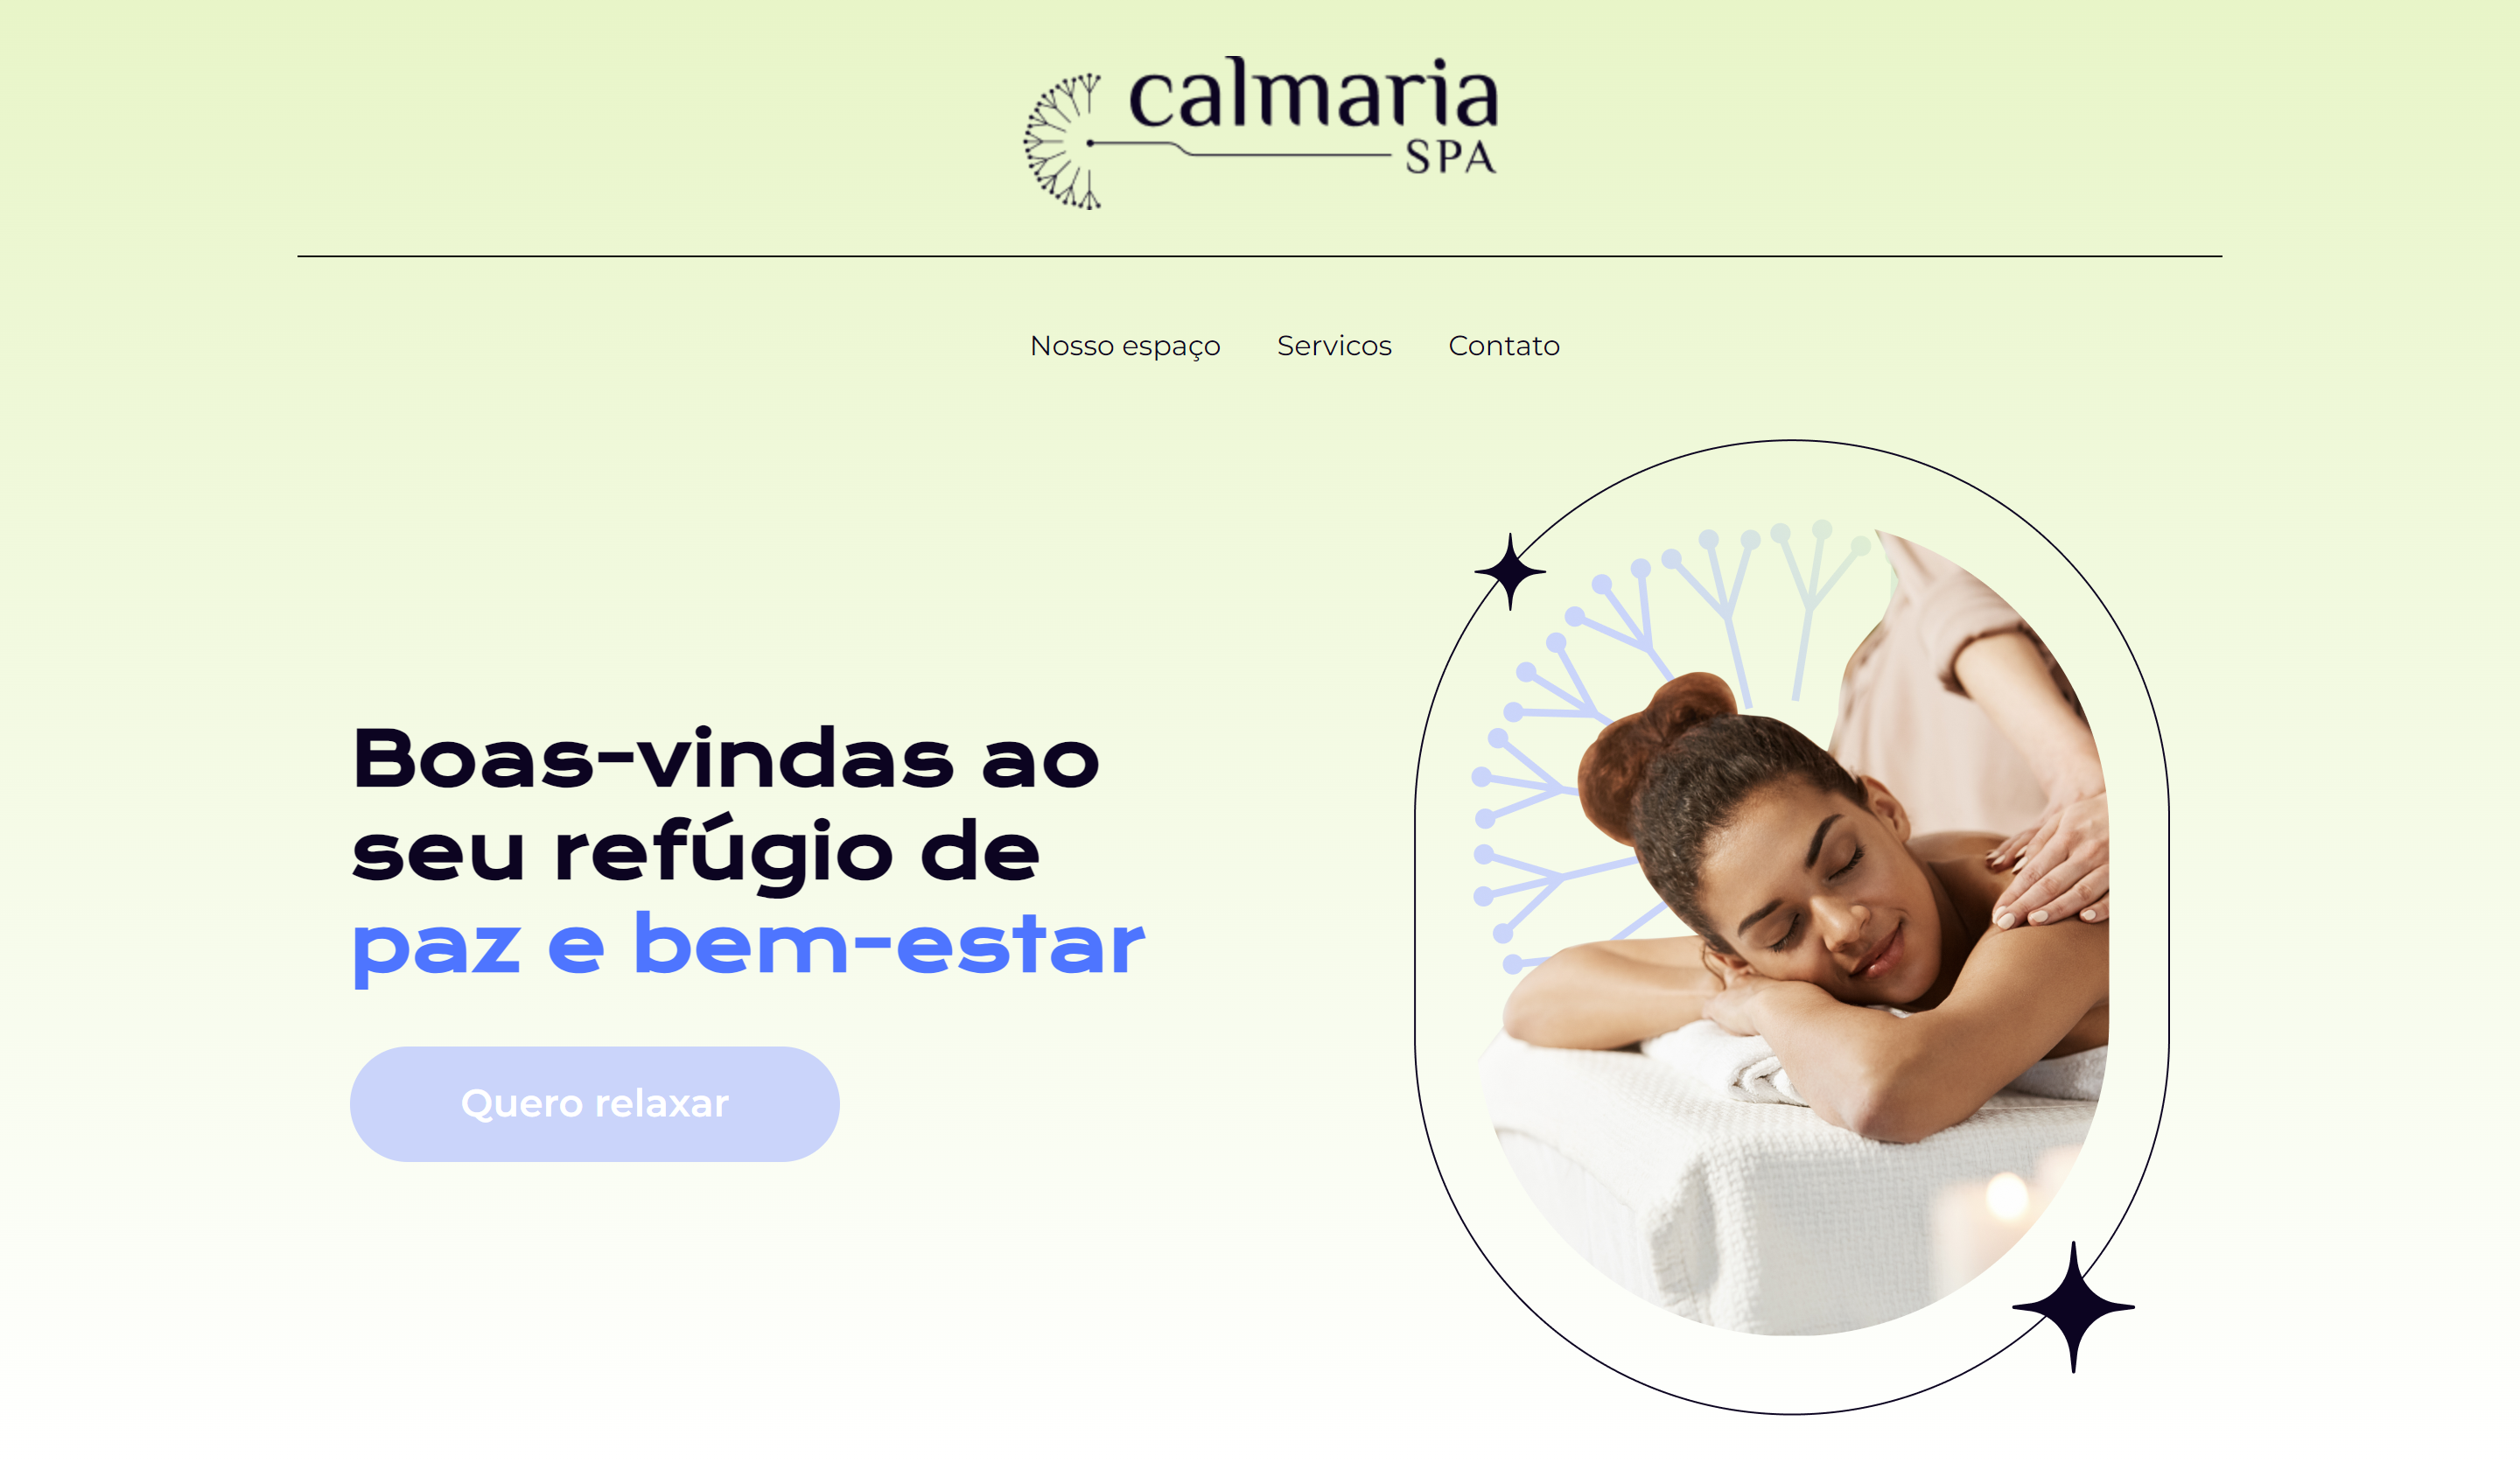 calmaria
SPA
Nosso espaço Servicos Contato
Boas-vindas ao
seu refúgio de
paz e bem-estar
Quero relaxar